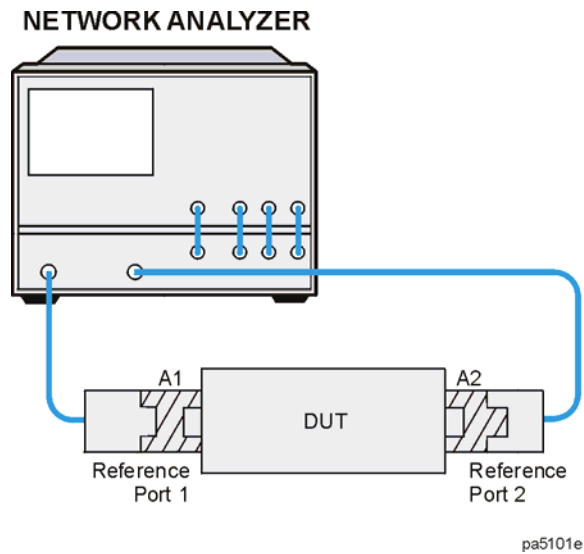 NETWORK ANALYZER
A1
A2
DUT
Reference
Port 1
Reference
Port 2
pa5101e